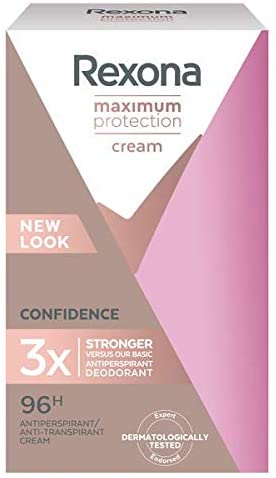 Rexona
maximum
protection
cream
NEW
LOOK
CONFIDENCE
3x
STRONGER
VERSUS OUR BASIC
ANTIPERSPIRANT
DEODORANT
96H
ANTIPERSPIRANT/
ANTI-TRANSPIRANT
CREAM
Expert
DERMATOLOGICALLY
TESTED
Endorsed